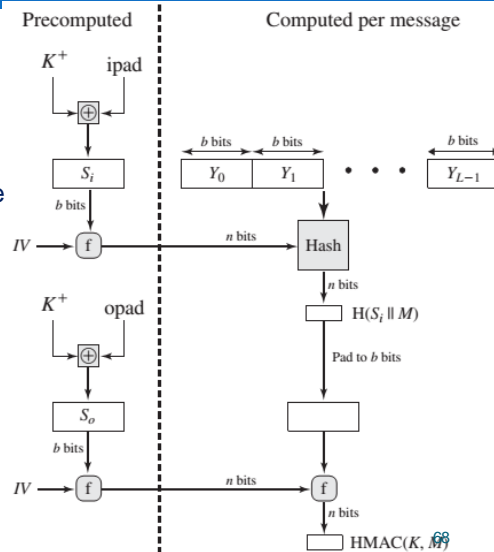 Precomputed
Computed per message
K+
ipad
b bits
b bits
b bits
Si
Y0
Y1
• • •
YL−1
e
b bits
IV
f
n bits
Hash
n bits
K+
opad
H(Si || M)
Pad to b bits
So
b bits
IV
f
n bits
f
n bits
HMAC(K, M)
68